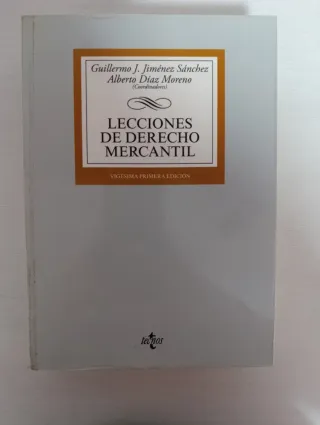 Guillermo J. Jiménez Sánchez
Alberto Díaz Moreno
(Coordinadores)
LECCIONES
DE DERECHO
MERCANTIL
VIGÉSIMA PRIMERA EDICIÓN
tecnos